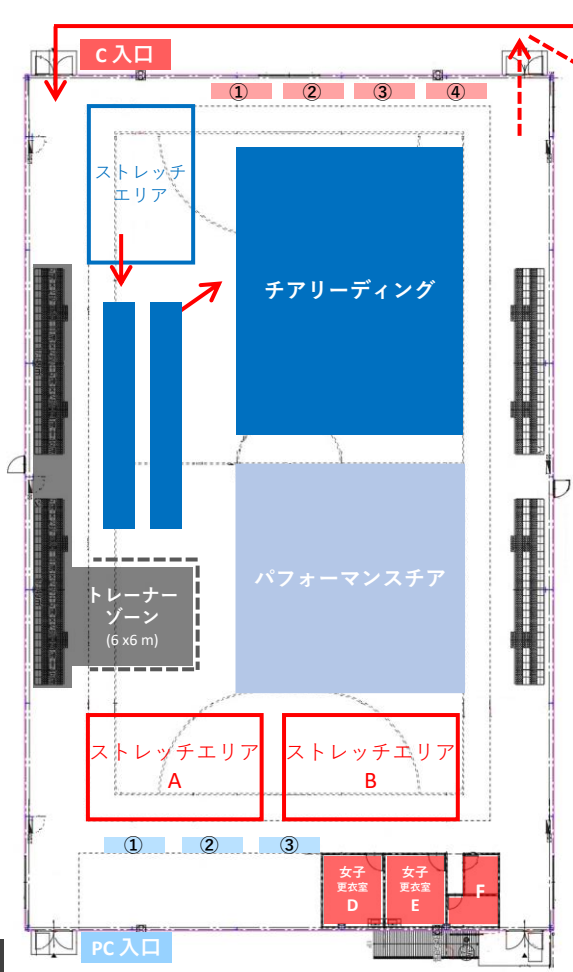 C 入口
①
②
③
④
ストレッチ
エリア
チアリーディング
パフォーマンスチア
トレーナー
ゾーン
(6 x6 m)
ストレッチエリア
A
ストレッチエリア
B
①
②
③
女子
更衣室
D
女子
更衣室
E
F
PC 入口